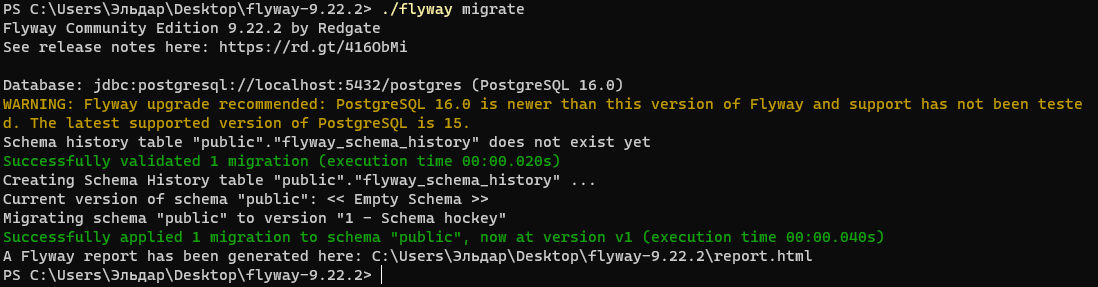 PS C:\Users\Эльдар\Desktop\flyway-9.22.2> ./flyway migrate
Flyway Community Edition 9.22.2 by Redgate
See release notes here: https://rd.gt/416ObMi
Database: jdbc:postgresql://localhost:5432/postgres (PostgreSQL 16.0)
WARNING: Flyway upgrade recommended: PostgreSQL 16.0 is newer than this version of Flyway and support has not been teste
d. The latest supported version of PostgreSQL is 15.
Schema history table "public"."flyway_schema_history" does not exist yet
Successfully validated 1 migration (execution time 00:00.020s)
Creating Schema History table "public"."flyway_schema_history" ...
Current version of schema "public": << Empty Schema >>
Migrating schema "public" to version "1 - Schema hockey"
Successfully applied 1 migration to schema "public", now at version v1 (execution time 00:00.040s)
A Flyway report has been generated here: C:\Users\Эльдар\Desktop\flyway-9.22.2\report.html
PS C:\Users\Эльдар\Desktop\flyway-9.22.2>